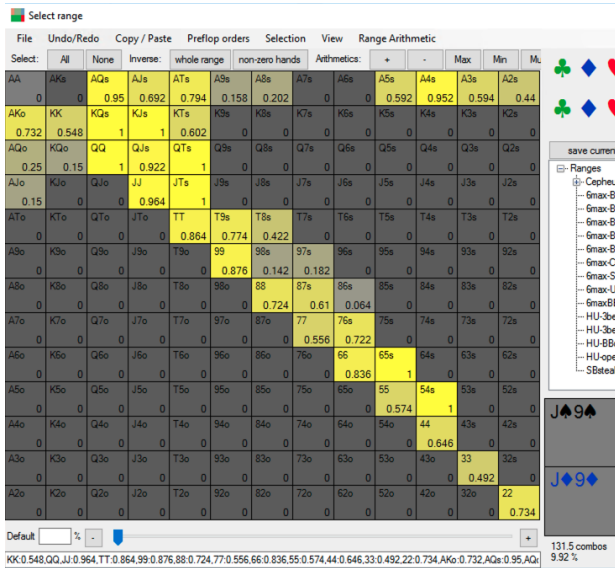 Select range
File Undo/Redo Copy / Paste Preflop orders Selection View Range Arithmetic
Select: All None Inverse: whole range non-zero hands Arithmetics: + - Max Min Mu
AA AKs AQs AJs ATs A9s A8s A7s A6s A5s A4s A3s A2s
0 0 0.95 0.692 0.794 0.158 0.202 0 0 0.592 0.952 0.594 0.44
AKo KK KQs KJs KTs K9s K8s K7s K6s K5s K4s K3s K2s
0.732 0.548 1 1 0.602 0 0 0 0 0 0 0 0
AQo KQo QQ QJs QTs Q9s Q8s Q7s Q6s Q5s Q4s Q3s Q2s
0.25 0.15 1 0.922 1 0 0 0 0 0 0 0 0
AJo KJo QJo JJ JTs J9s J8s J7s J6s J5s J4s J3s J2s
0.15 0 0 0.964 1 0 0 0 0 0 0 0 0
ATo KTo QTo JTo TT T9s T8s T7s T6s T5s T4s T3s T2s
0 0 0 0 0.864 0.774 0.422 0 0 0 0 0 0
A9o K9o Q9o J9o T9o 99 98s 97s 96s 95s 94s 93s 92s
0 0 0 0 0 0.876 0.142 0.182 0 0 0 0 0
A8o K8o Q8o J8o T8o 98o 88 87s 86s 85s 84s 83s 82s
0 0 0 0 0 0 0.724 0.61 0.064 0 0 0 0
A7o K7o Q7o J7o T7o 97o 87o 77 76s 75s 74s 73s 72s
0 0 0 0 0 0 0 0.556 0.722 0 0 0 0
A6o K6o Q6o J6o T6o 96o 86o 76o 66 65s 64s 63s 62s
0 0 0 0 0 0 0 0 0.836 1 0 0 0
A5o K5o Q5o J5o T5o 95o 85o 75o 65o 55 54s 53s 52s
0 0 0 0 0 0 0 0 0 0.574 1 0 0
A4o K4o Q4o J4o T4o 94o 84o 74o 64o 54o 44 43s 42s
0 0 0 0 0 0 0 0 0 0 0.646 0 0
A3o K3o Q3o J3o T3o 93o 83o 73o 63o 53o 43o 33 32s
0 0 0 0 0 0 0 0 0 0 0 0.492 0
A2o K2o Q2o J2o T2o 92o 82o 72o 62o 52o 42o 32o 22
0 0 0 0 0 0 0 0 0 0 0 0 0.734
Default % - +
KK:0.548,QQ,JJ:0.964,TT:0.864,99:0.876,88:0.724,77:0.556,66:0.836,55:0.574,44:0.646,33:0.492,22:0.734,AKo:0.732,AQs:0.95,AQ
save curren
Ranges
Cepheu
6max-B
6max-B
6max-B
6max-B
6max-B
6max-C
6max-S
6max-U
6maxBB
HU-3be
HU-3be
HU-BB
HU-ope
SBsteal
J♠9♠
J♦9♦
131.5 combos
9.92 %